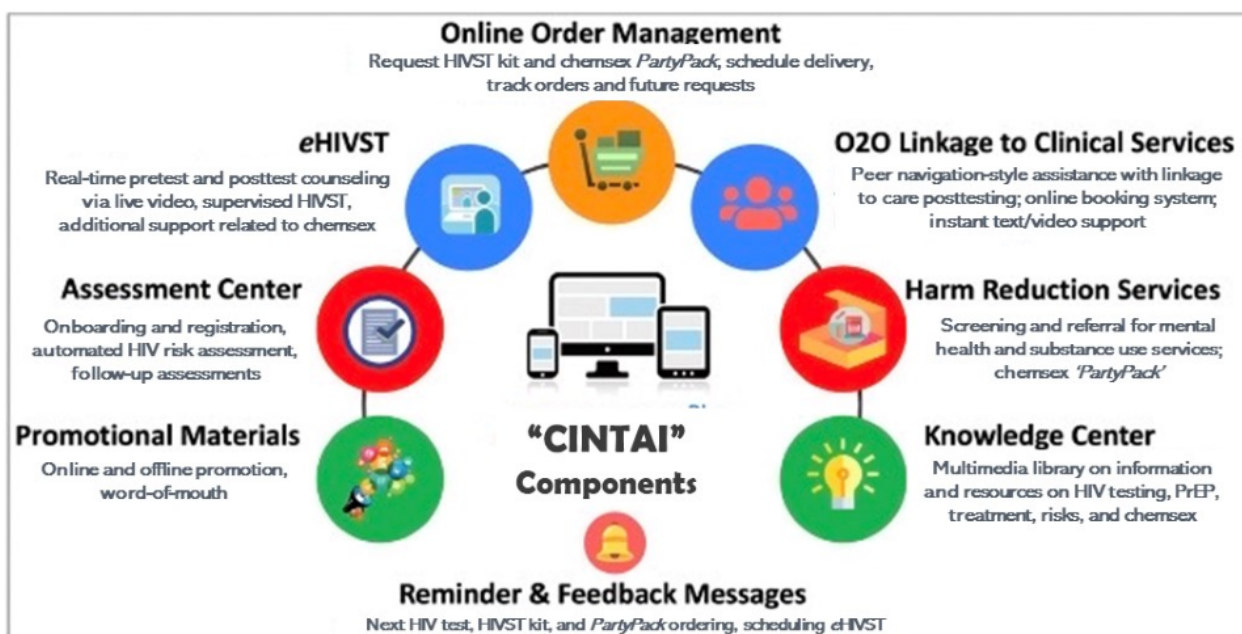 Online Order Management
Request HIVST kit and chemsex PartyPack, schedule delivery,
track orders and future requests
eHIVST
Real-time pretest and posttest counseling
via live video, supervised HIVST,
additional support related to chemsex
O2O Linkage to Clinical Services
Peer navigation-style assistance with linkage
to care posttesting; online booking system;
instant text/video support
Assessment Center
Onboarding and registration,
automated HIV risk assessment,
follow-up assessments
Harm Reduction Services
Screening and referral for mental
health and substance use services;
chemsex ‘PartyPack’
Promotional Materials
Online and offline promotion,
word-of-mouth
“CINTAI”
Components
Knowledge Center
Multimedia library on information
and resources on HIV testing, PrEP,
treatment, risks, and chemsex
Reminder & Feedback Messages
Next HIV test, HIVST kit, and PartyPack ordering, scheduling eHIVST